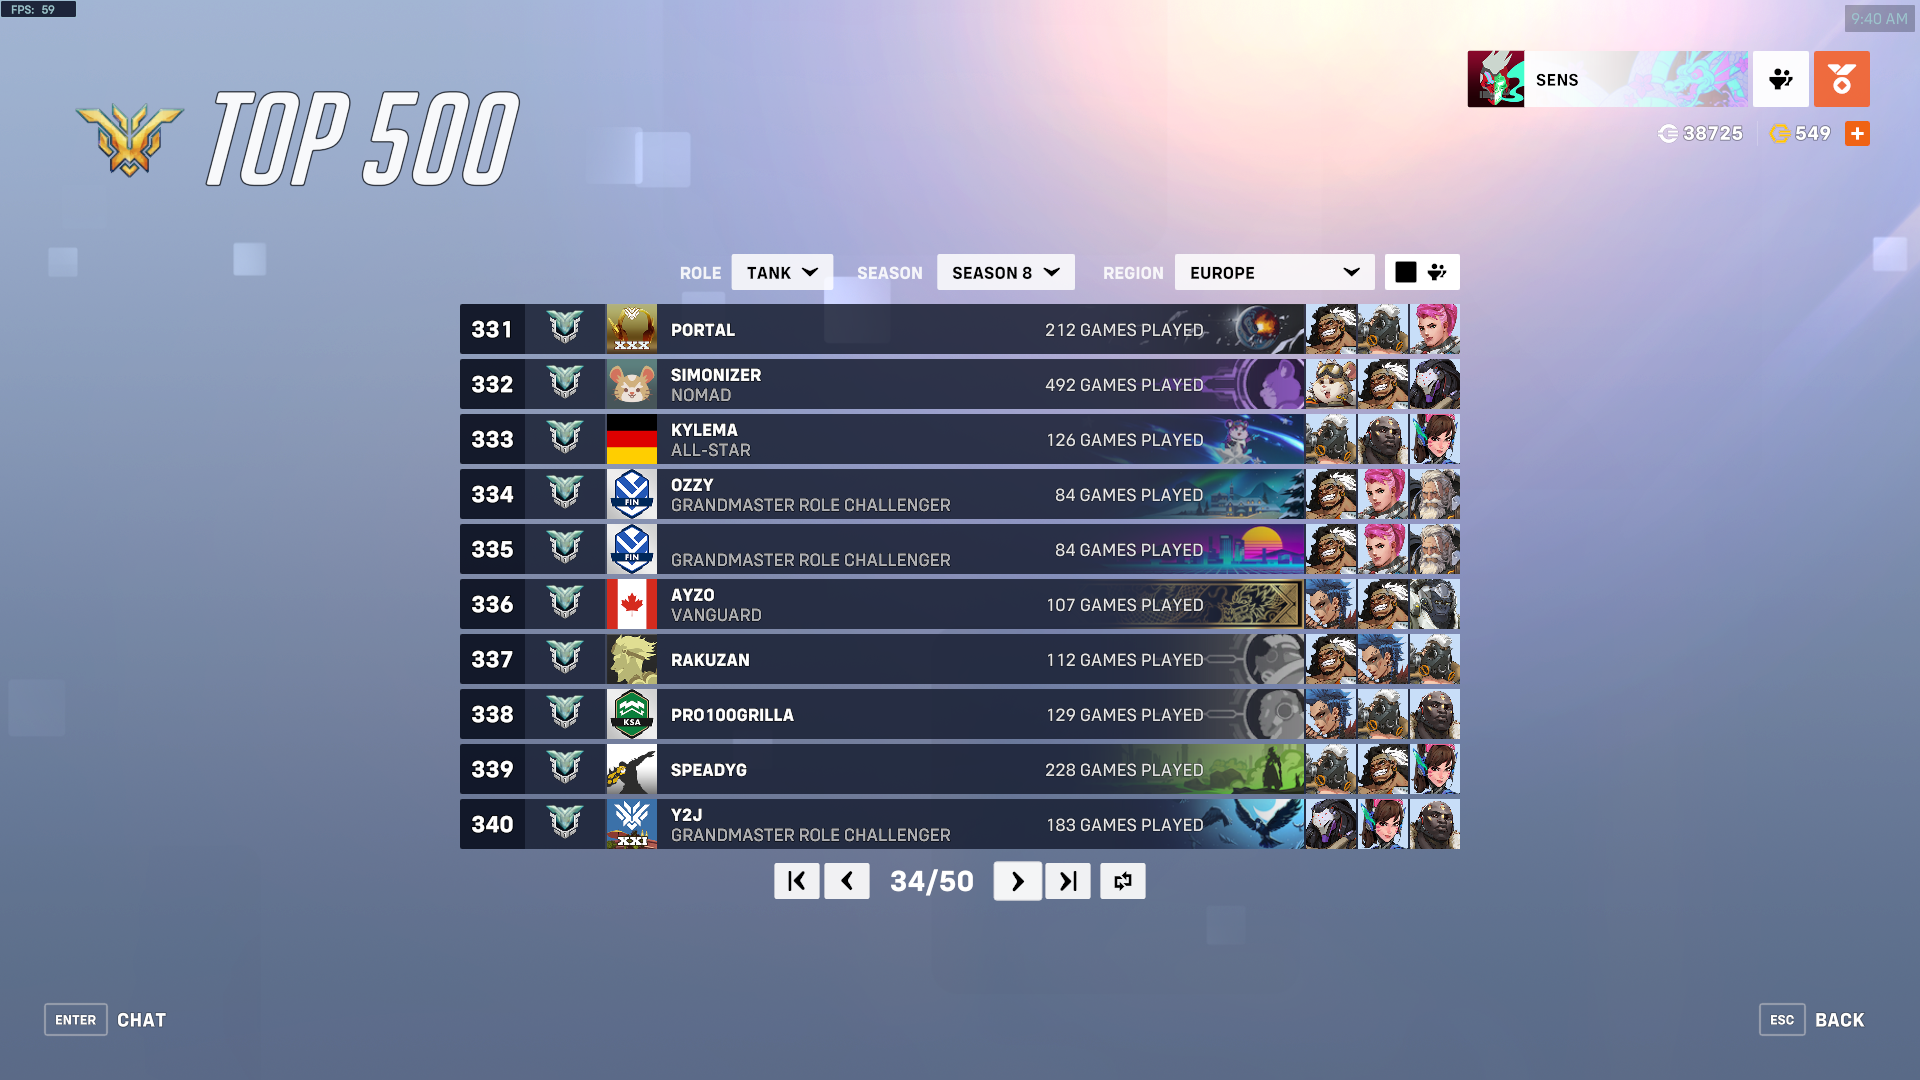 FPS: 59
9:40 AM
TOP 500
SENS
38725
549
ROLE TANK SEASON SEASON 8 REGION EUROPE
331 XXX PORTAL 212 GAMES PLAYED
332 SIMONIZER 492 GAMES PLAYED
NOMAD
333 KYLEMA 126 GAMES PLAYED
ALL-STAR
334 FIN OZZY 84 GAMES PLAYED
GRANDMASTER ROLE CHALLENGER
335 FIN 84 GAMES PLAYED
GRANDMASTER ROLE CHALLENGER
336 AYZO 107 GAMES PLAYED
VANGUARD
337 RAKUZAN 112 GAMES PLAYED
338 KSA PRO100GRILLA 129 GAMES PLAYED
339 SPEADYG 228 GAMES PLAYED
340 XXI Y2J 183 GAMES PLAYED
GRANDMASTER ROLE CHALLENGER
34/50
ENTER CHAT
ESC BACK